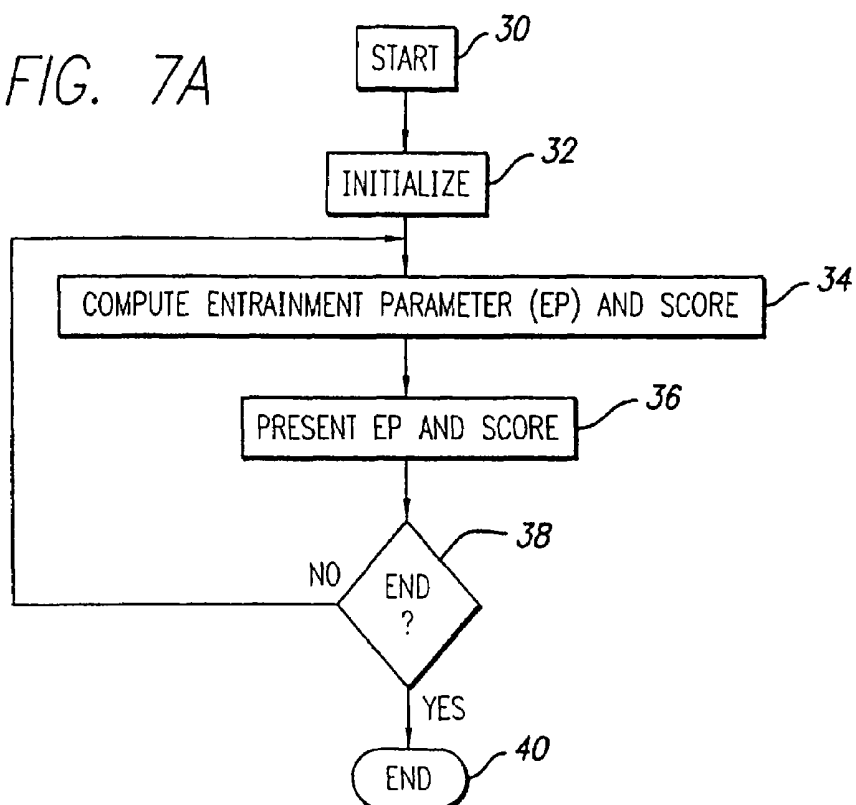 FIG. 7A
START
30
INITIALIZE
32
COMPUTE ENTRAINMENT PARAMETER (EP) AND SCORE
34
PRESENT EP AND SCORE
36
38
NO
END
?
YES
END
40